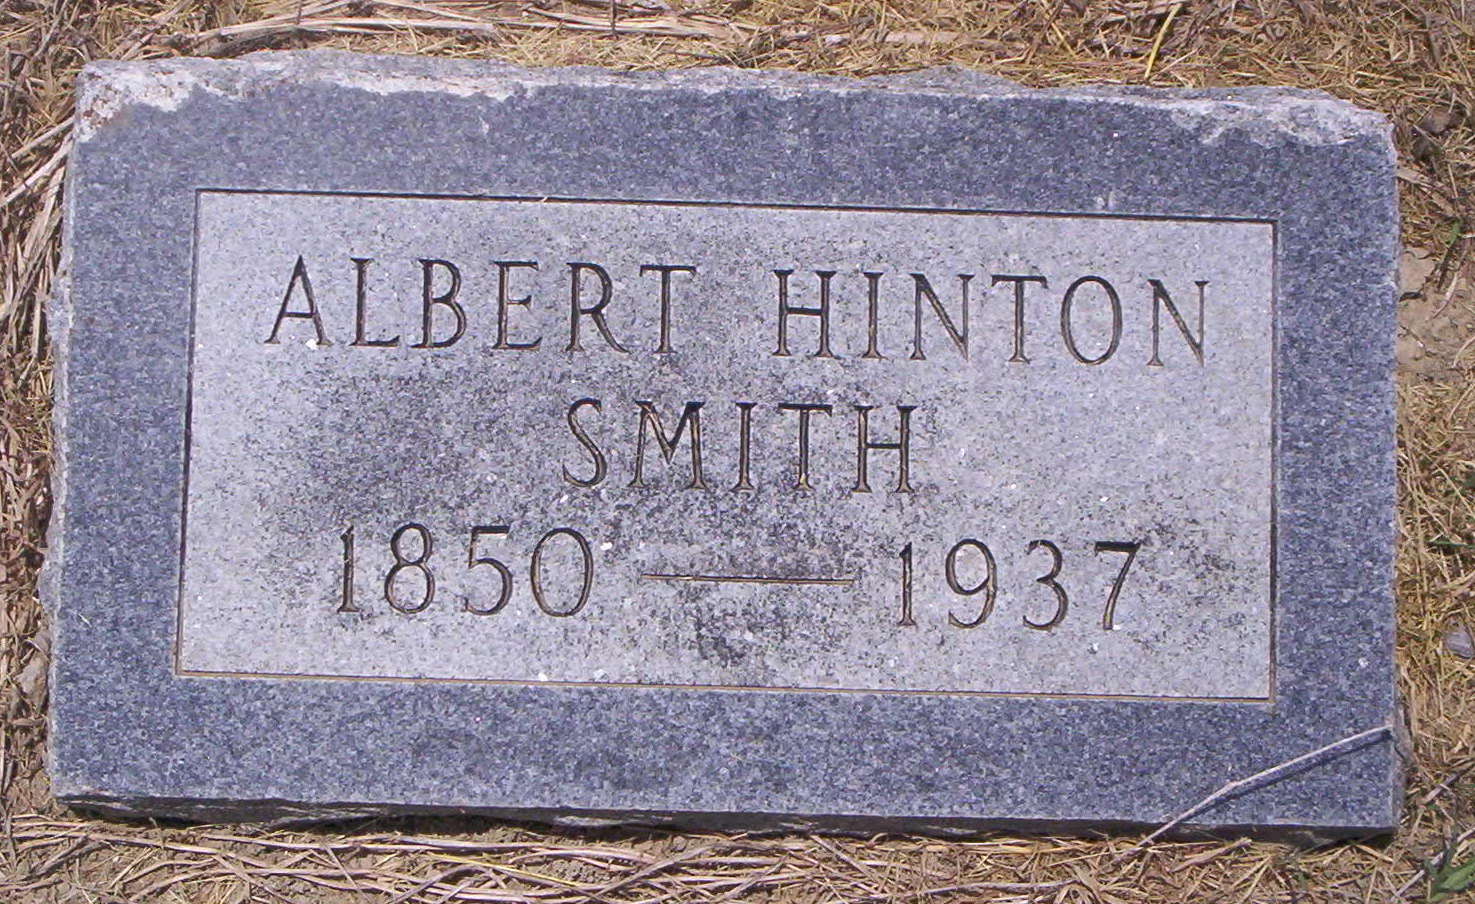 ALBERT HINTON
SMITH
1850 — 1937